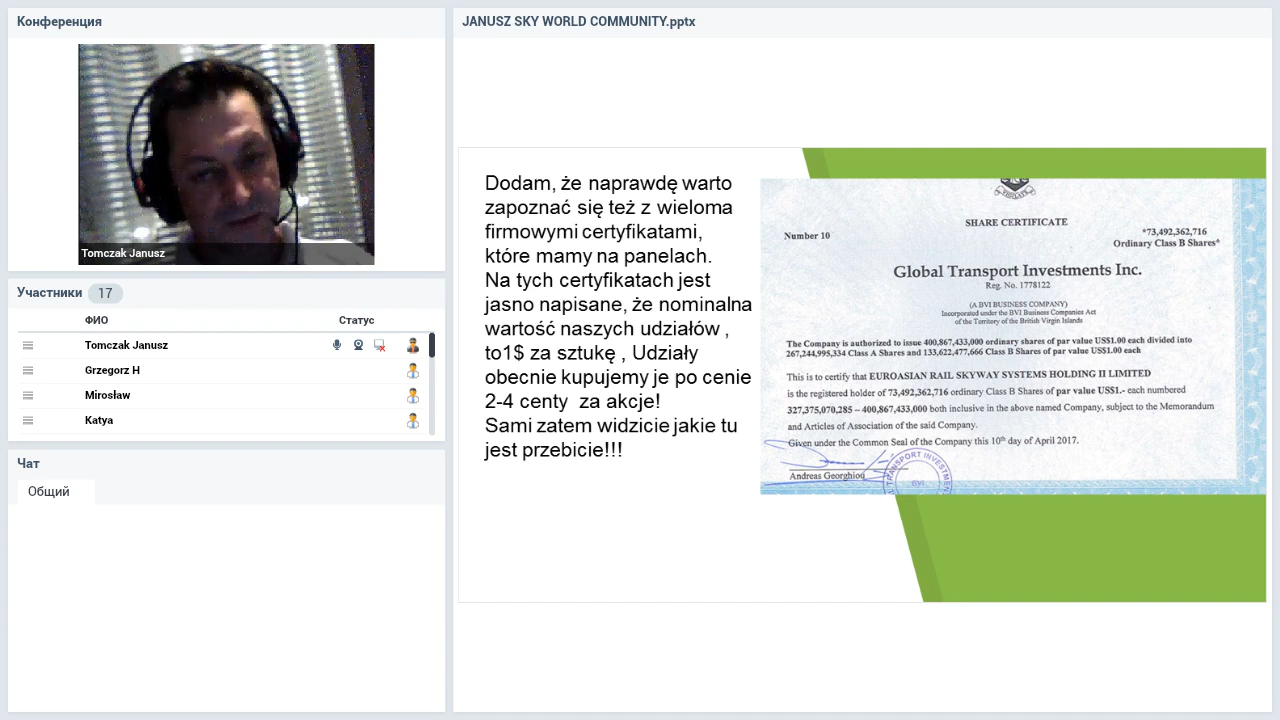 Конференция
Tomczak Janusz
Участники 17
ФИО Статус
Tomczak Janusz
Grzegorz H
Mirosław
Katya
Чат
Общий
JANUSZ SKY WORLD COMMUNITY.pptx
Dodam, że naprawdę warto
zapoznać się też z wieloma
firmowymi certyfikatami,
które mamy na panelach.
Na tych certyfikatach jest
jasno napisane, że nominalna
wartość naszych udziałów ,
to1$ za sztukę , Udziały
obecnie kupujemy je po cenie
2-4 centy za akcje!
Sami zatem widzicie jakie tu
jest przebicie!!!
SHARE CERTIFICATE
Number 10
*73,492,362,716
Ordinary Class B Shares*
Global Transport Investments Inc.
Reg. No. 1778122
(A BVI BUSINESS COMPANY)
Incorporated under the BVI Business Companies Act
of the Territory of the British Virgin Islands
The Company is authorized to issue 400,867,433,000 ordinary shares of par value US$1.00 each divided into
267,244,995,334 Class A Shares and 133,622,477,666 Class B Shares of par value US$1.00 each
This is to certify that EUROASIAN RAIL SKYWAY SYSTEMS HOLDING II LIMITED
is the registered holder of 73,492,362,716 ordinary Class B Shares of par value US$1.- each numbered
327,375,070,285 – 400,867,433,000 both inclusive in the above named Company, subject to the Memorandum
and Articles of Association of the said Company.
Given under the Common Seal of the Company this 10th day of April 2017.
Andreas Georghiou
TRANSPORT INVESTMEN
BVI